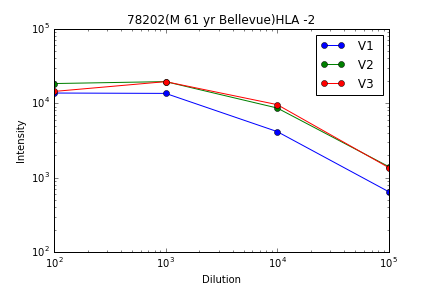 78202(M 61 yr Bellevue)HLA -2
V1
V2
V3
Intensity
10^5
10^4
10^3
10^2
10^2 10^3 10^4 10^5
Dilution